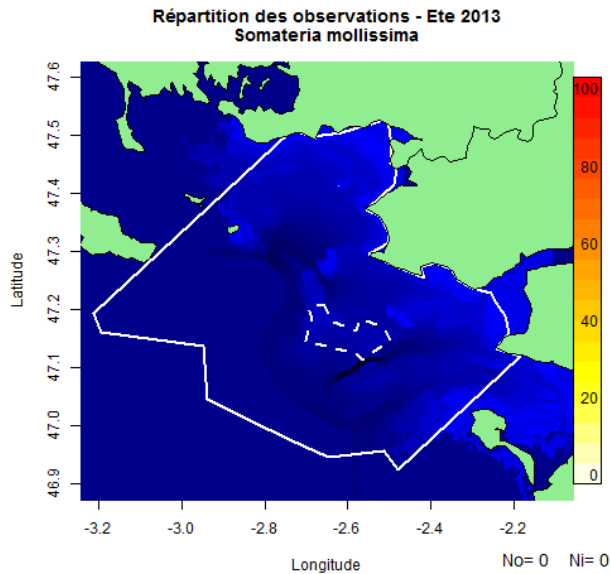 Répartition des observations - Ete 2013
Somateria mollissima
Latitude
47.6
47.5
47.4
47.3
47.2
47.1
47.0
46.9
100
80
60
40
20
0
-3.2 -3.0 -2.8 -2.6 -2.4 -2.2
Longitude
No= 0 Ni= 0